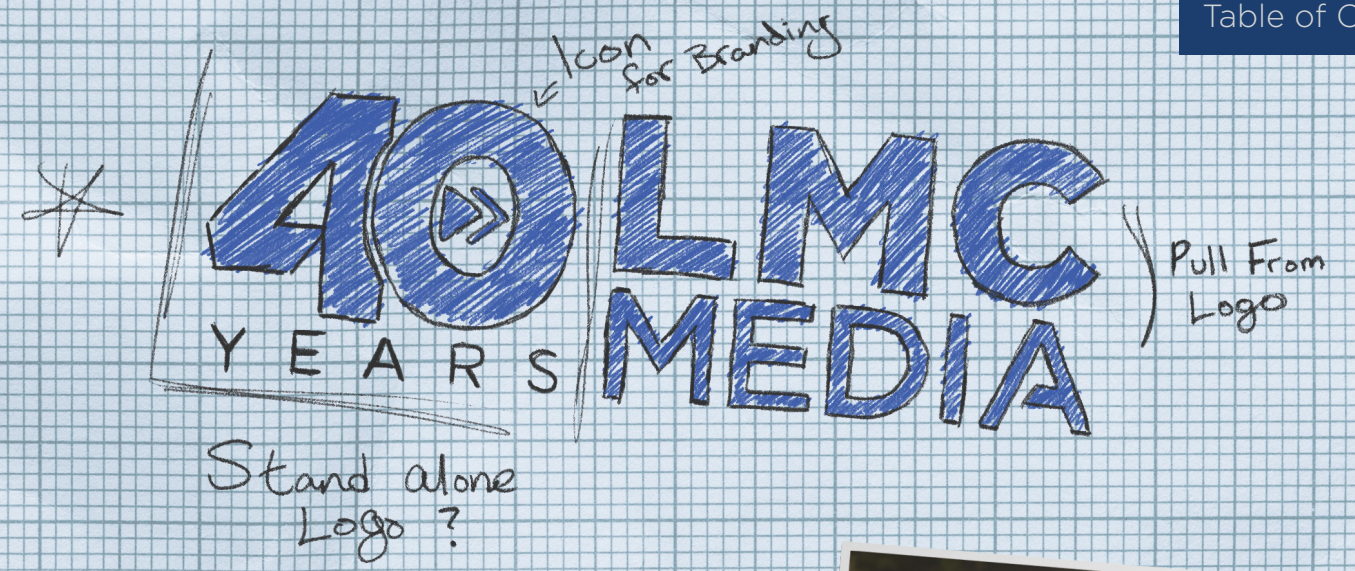 Table of C
Icon
for Branding
40 LMC
MEDIA
YEARS
Pull From
Logo
Stand alone
Logo ?